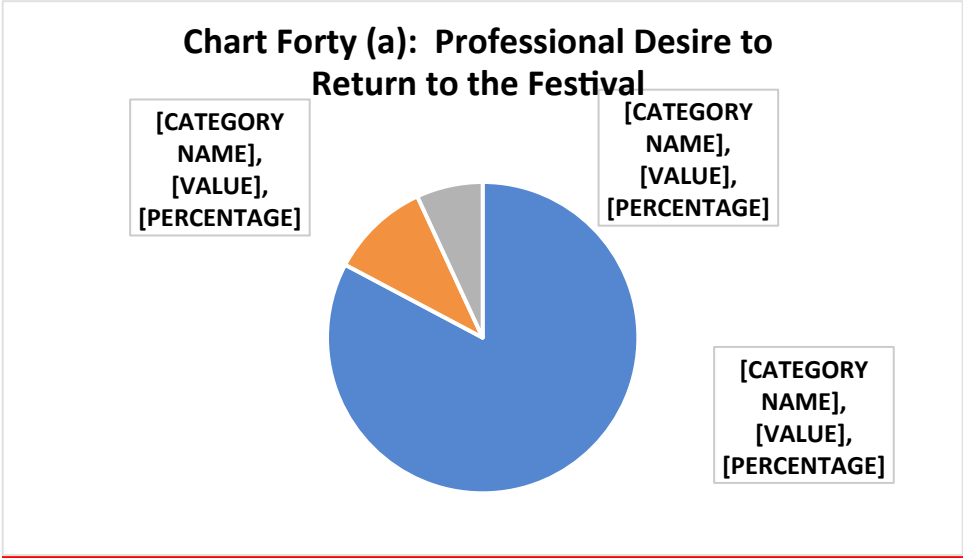 Chart Forty (a):  Professional Desire to
Return to the Festival
[CATEGORY
NAME],
[VALUE],
[PERCENTAGE]
[CATEGORY
NAME],
[VALUE],
[PERCENTAGE]
[CATEGORY
NAME],
[VALUE],
[PERCENTAGE]